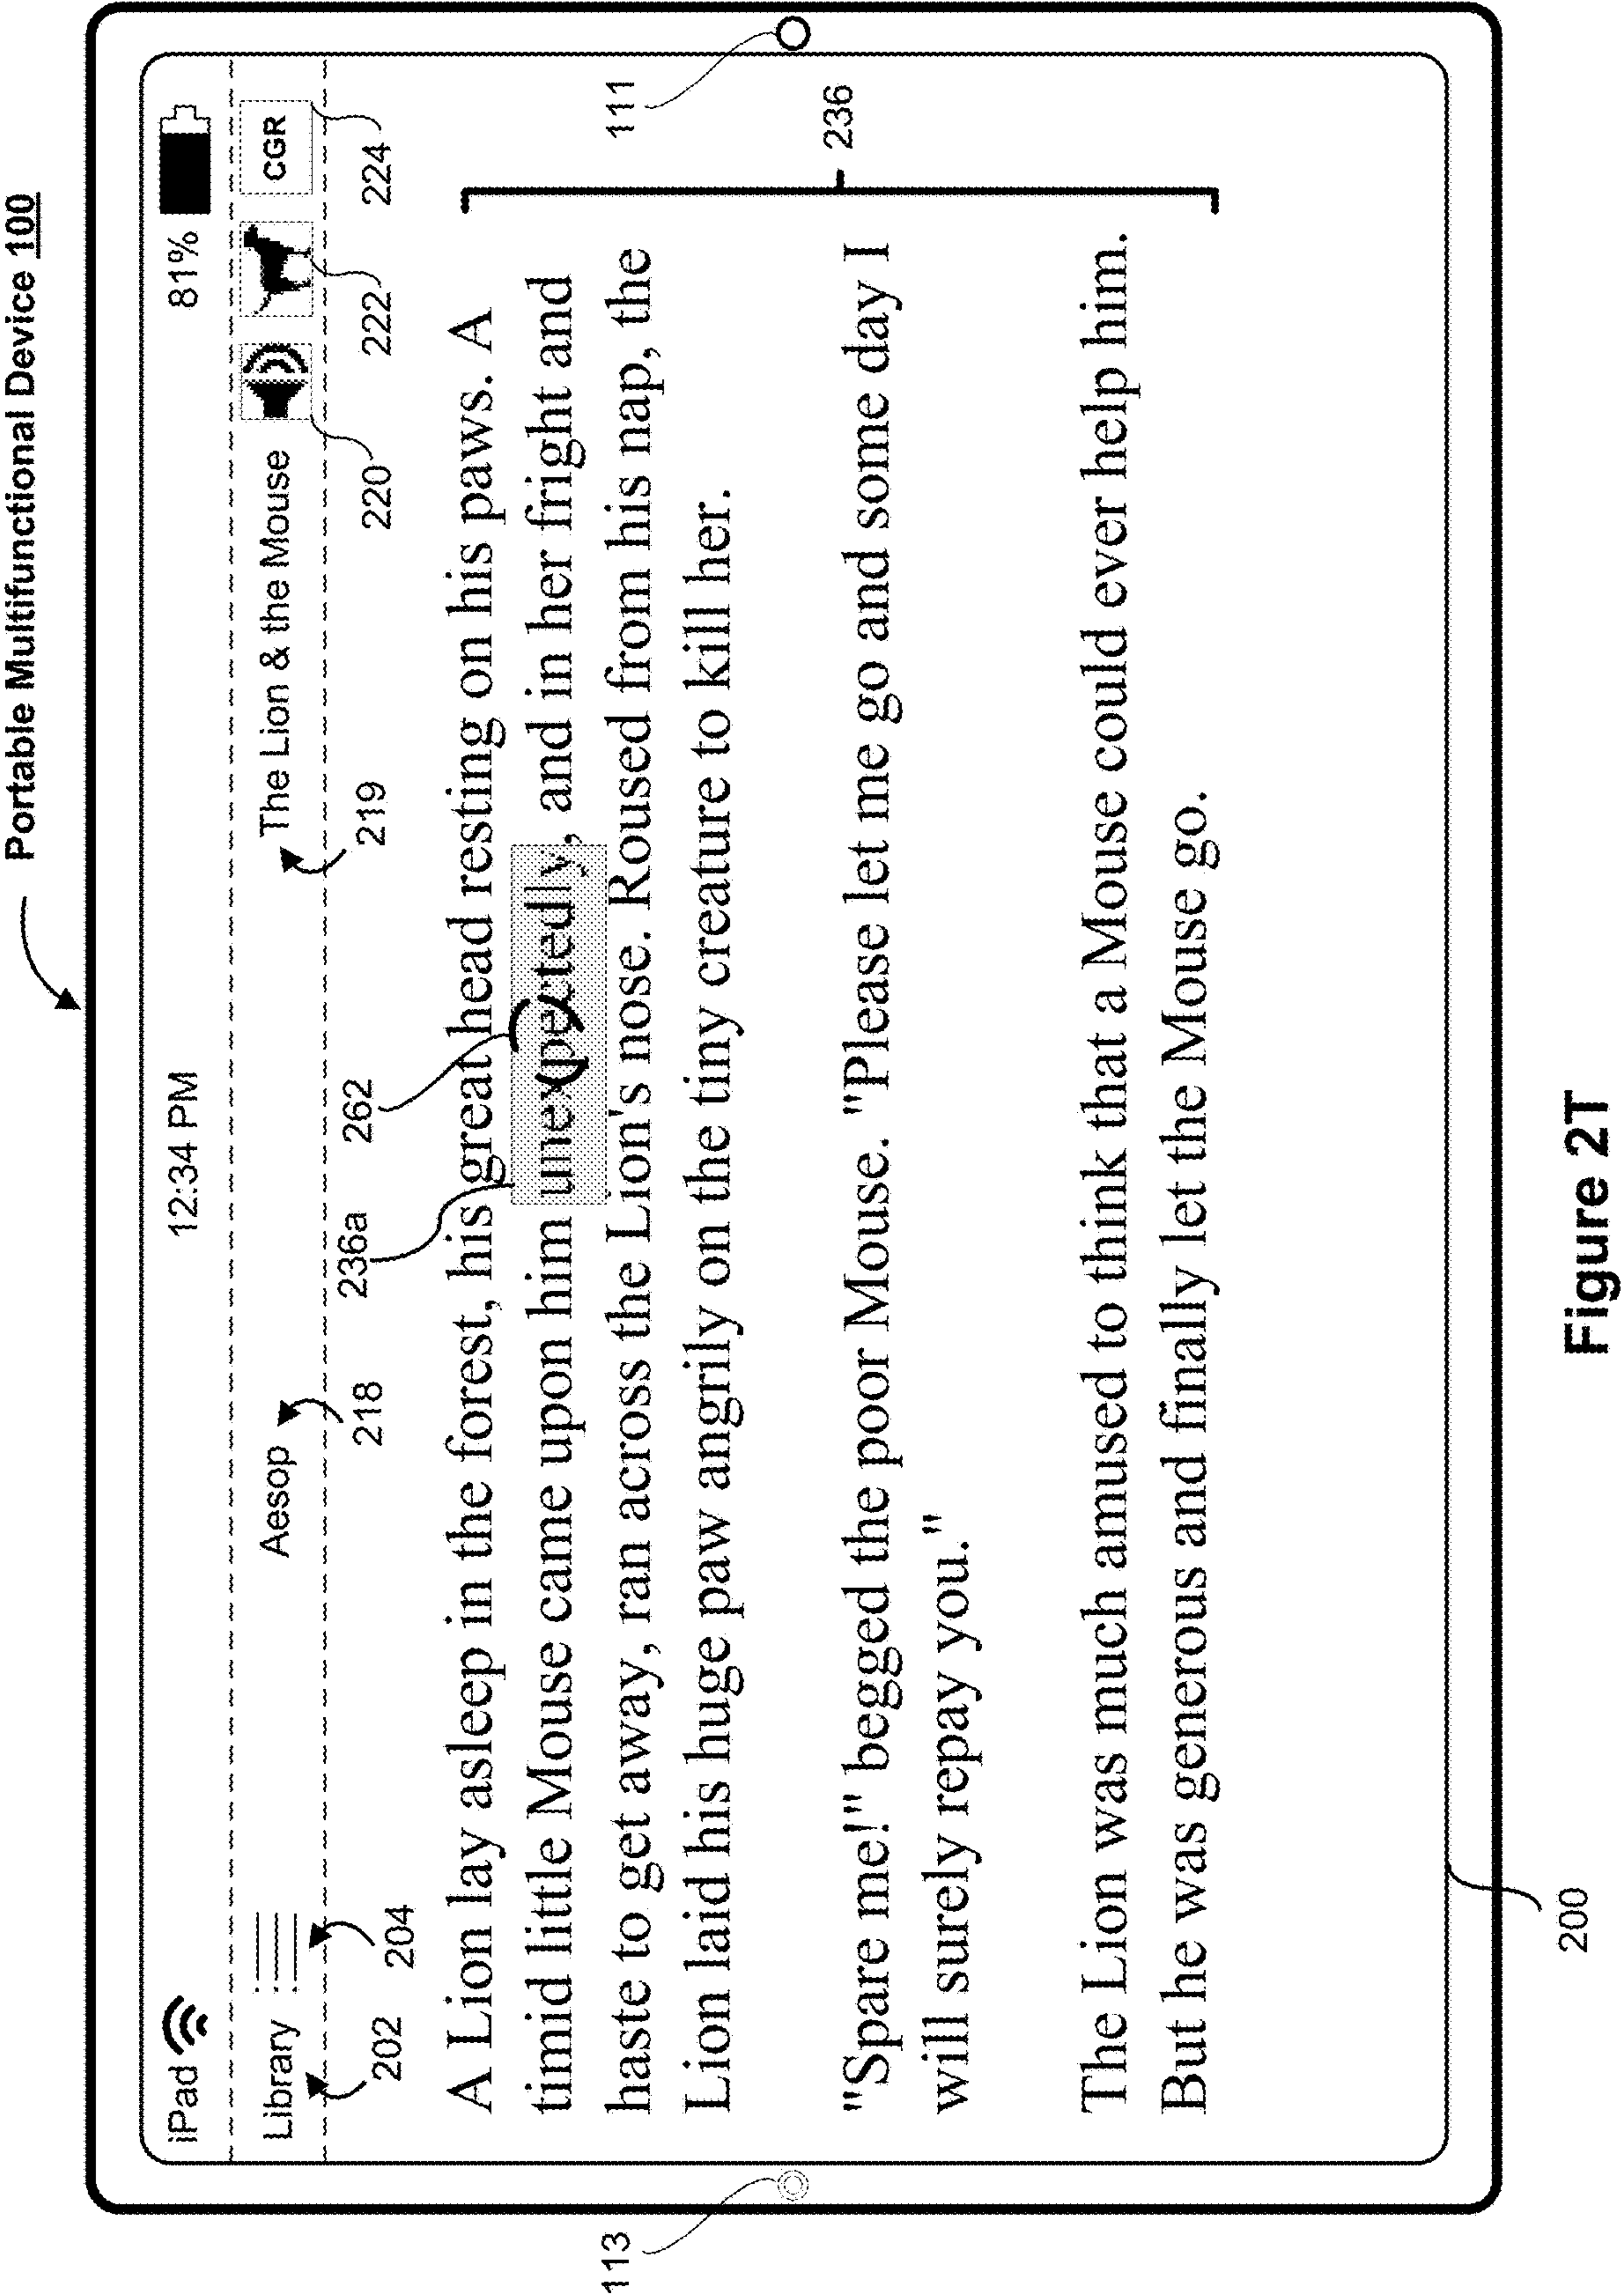 Portable Multifunctional Device 100
iPad 12:34 PM 81%
Library Aesop The Lion & the Mouse CGR
202 204 218 219 220 222 224
236a 262
A Lion lay asleep in the forest, his great head resting on his paws. A
timid little Mouse came upon him unexpectedly, and in her fright and
haste to get away, ran across the Lion's nose. Roused from his nap, the
Lion laid his huge paw angrily on the tiny creature to kill her.
113 111
"Spare me!" begged the poor Mouse. "Please let me go and some day I
will surely repay you."
236
The Lion was much amused to think that a Mouse could ever help him.
But he was generous and finally let the Mouse go.
200
Figure 2T